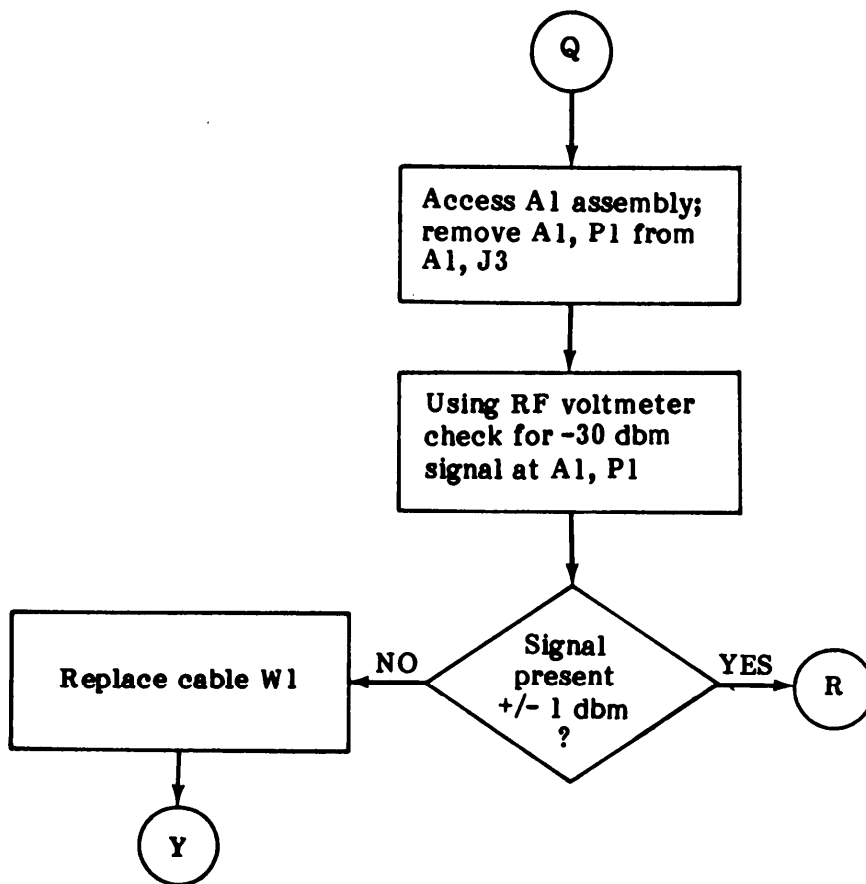 Q
Access A1 assembly;
remove A1, P1 from
A1, J3
Using RF voltmeter
check for -30 dbm
signal at A1, P1
Signal
present
+/- 1 dbm
?
NO
YES
Replace cable W1
R
Y